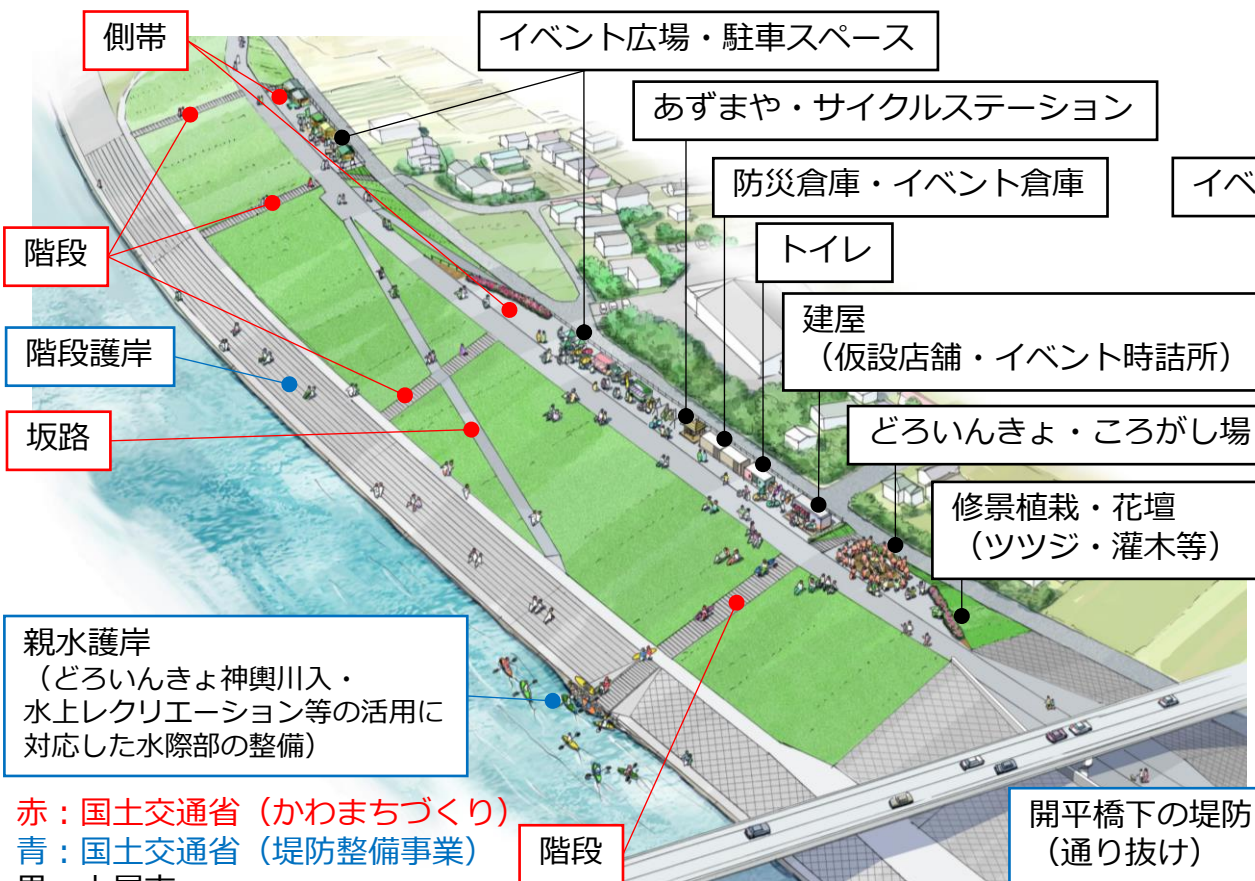 側帯
イベント広場・駐車スペース
あずまや・サイクルステーション
防災倉庫・イベント倉庫
イベ
トイレ
階段
建屋
（仮設店舗・イベント時詰所）
階段護岸
坂路
どろいんきょ・ころがし場
修景植栽・花壇
（ツツジ・灌木等）
親水護岸
（どろいんきょ神輿川入・
水上レクリエーション等の活用に
対応した水際部の整備）
赤：国土交通省（かわまちづくり）
青：国土交通省（堤防整備事業）
階段
開平橋下の堤防
（通り抜け）